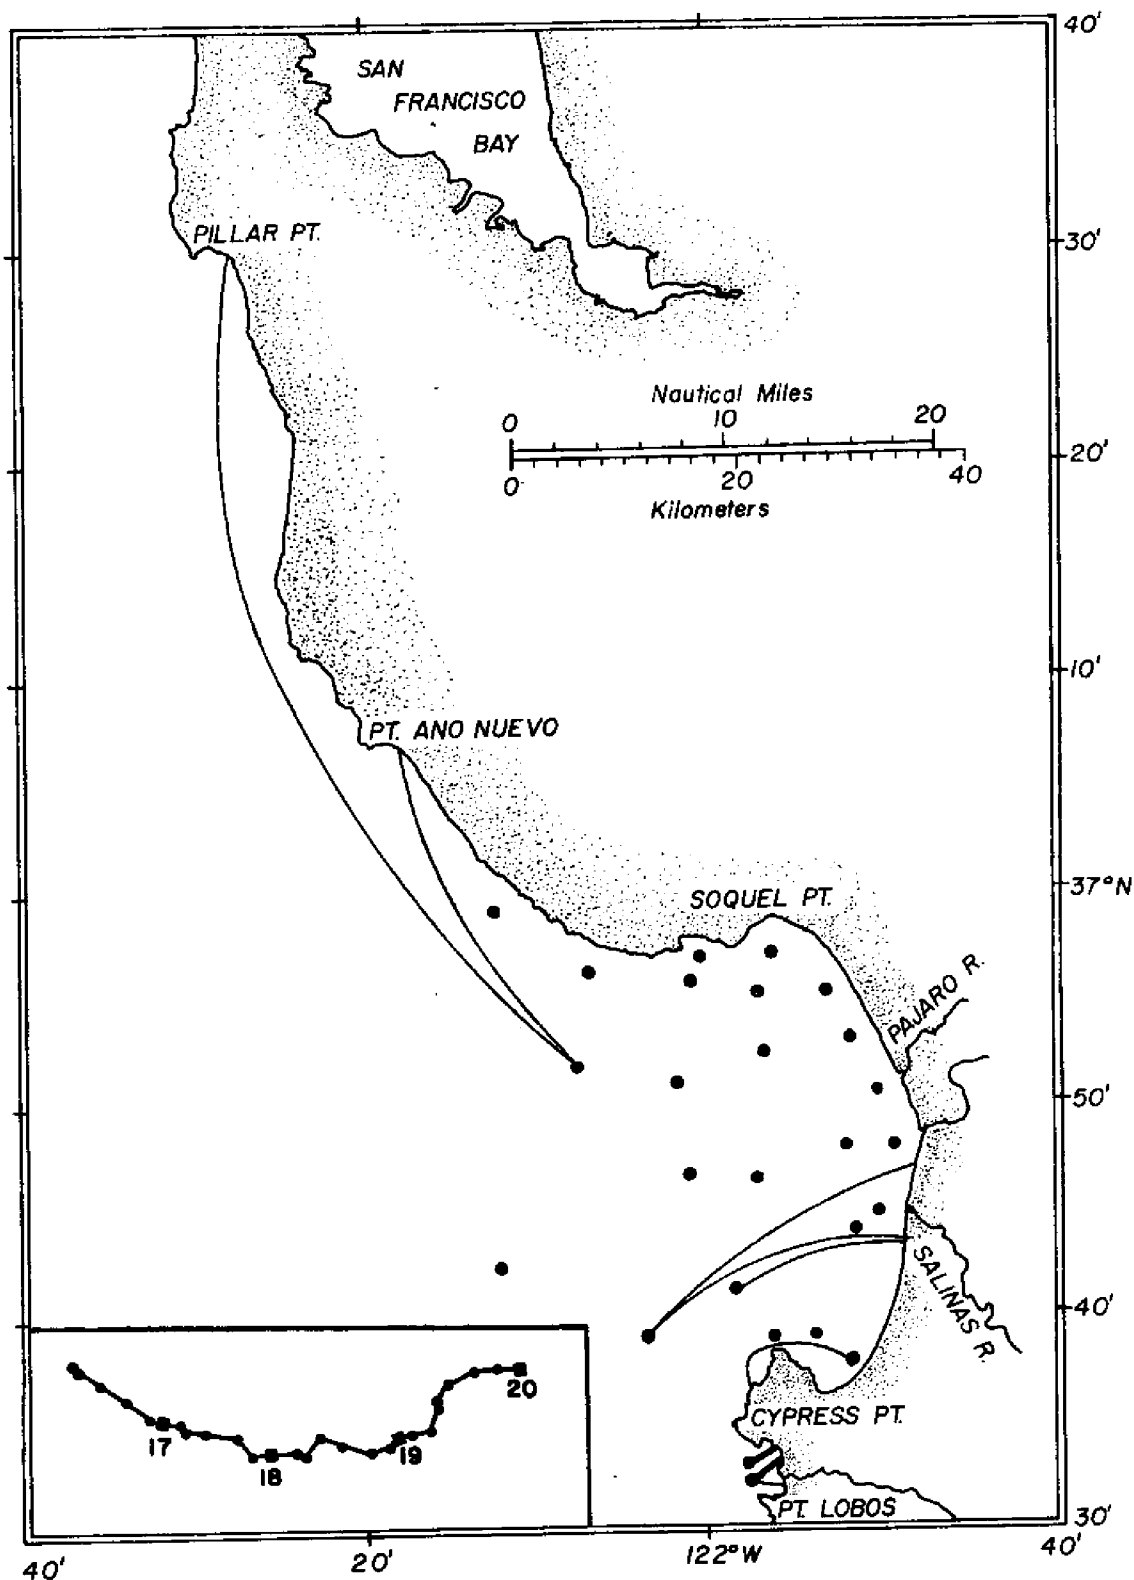 40'
SAN
FRANCISCO
BAY
PILLAR PT.
30'
Nautical Miles
0 10 20
20'
0 20 40
Kilometers
10'
PT. ANO NUEVO
37°N
SOQUEL PT.
PAJARO R.
50'
SALINAS R.
40'
20
17
19
18
CYPRESS PT.
PT. LOBOS
30'
40' 20' 122°W 40'